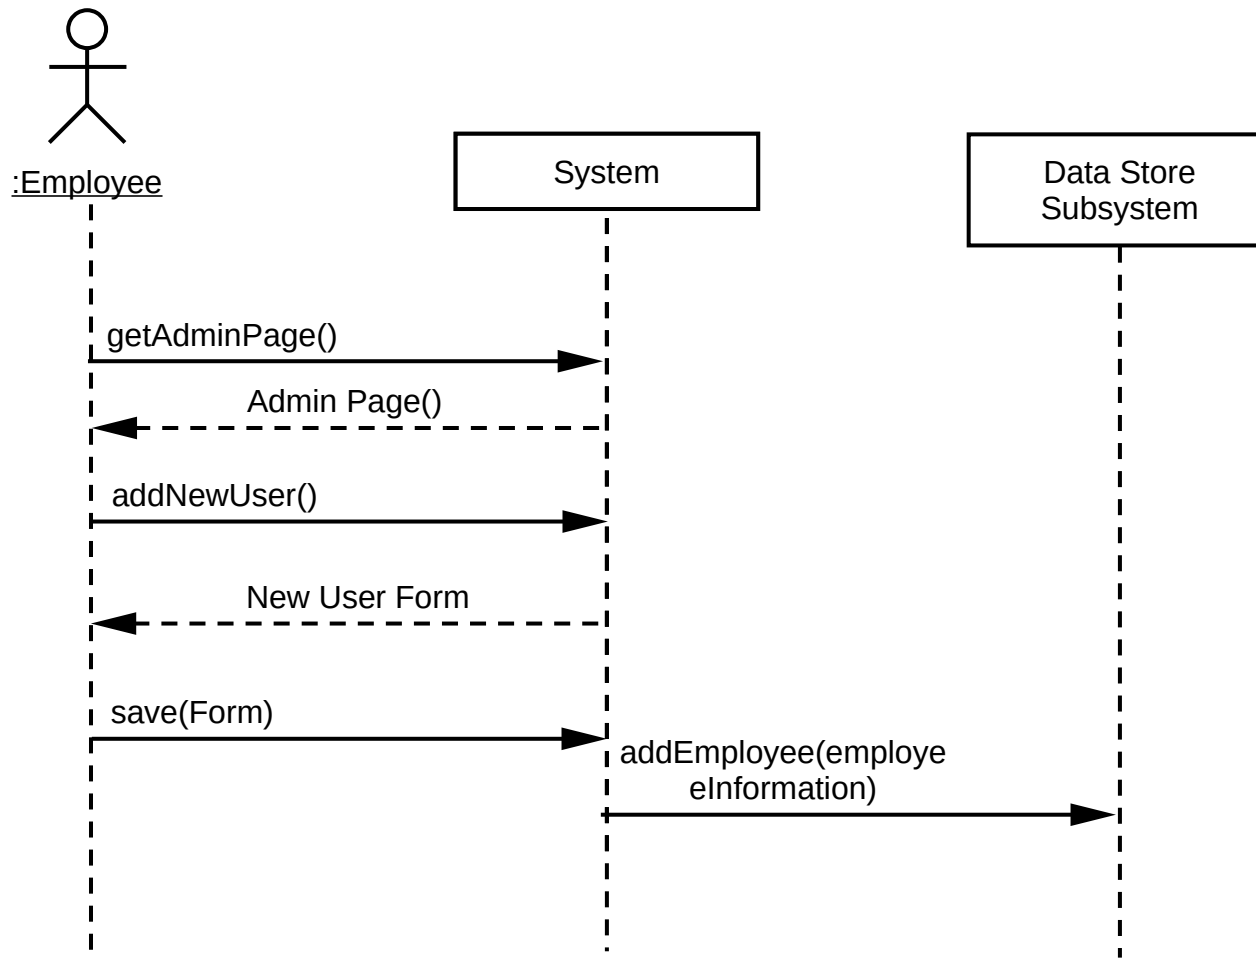 :Employee
System
Data Store
Subsystem
getAdminPage()
Admin Page()
addNewUser()
New User Form
save(Form)
addEmployee(employe
eInformation)